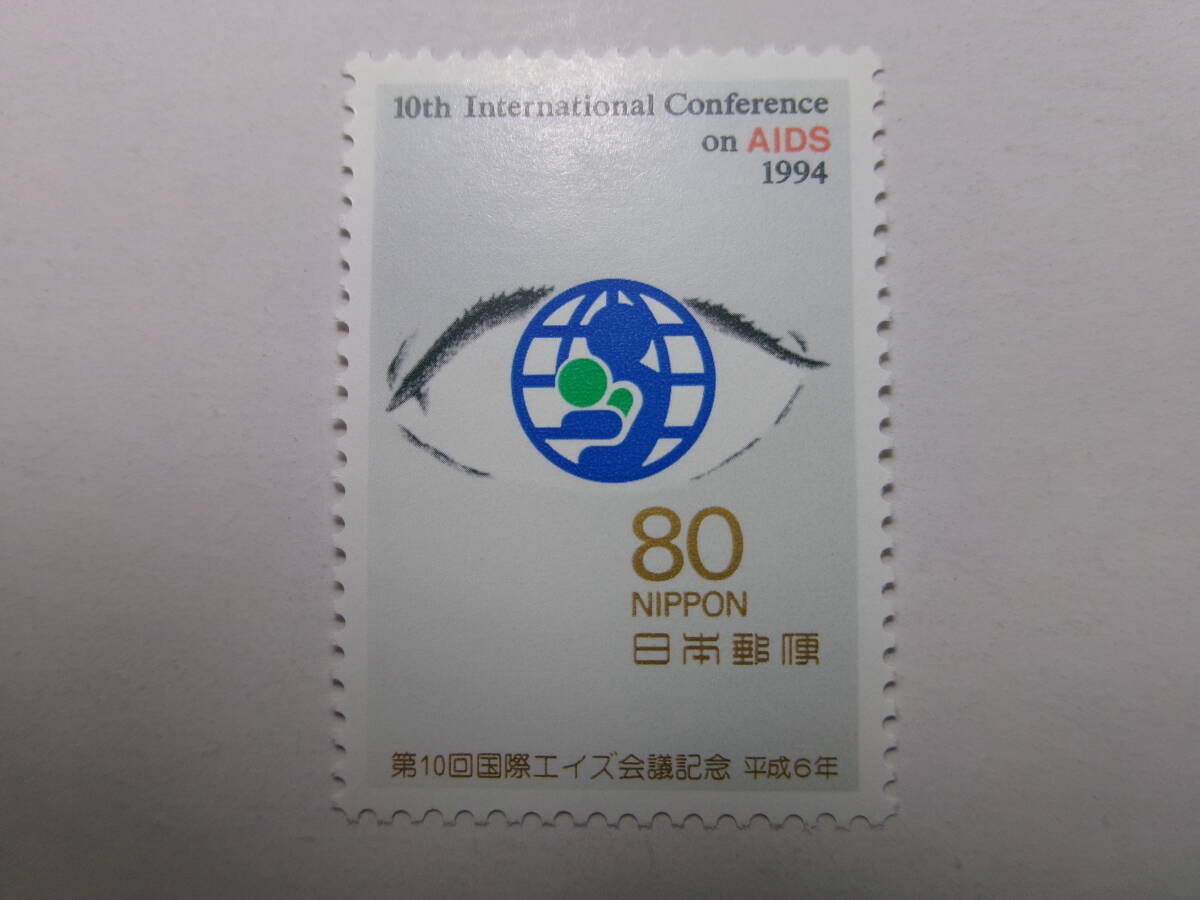 10th International Conference
on AIDS
1994
80
NIPPON
日本郵便
第10回国際エイズ会議記念 平成6年